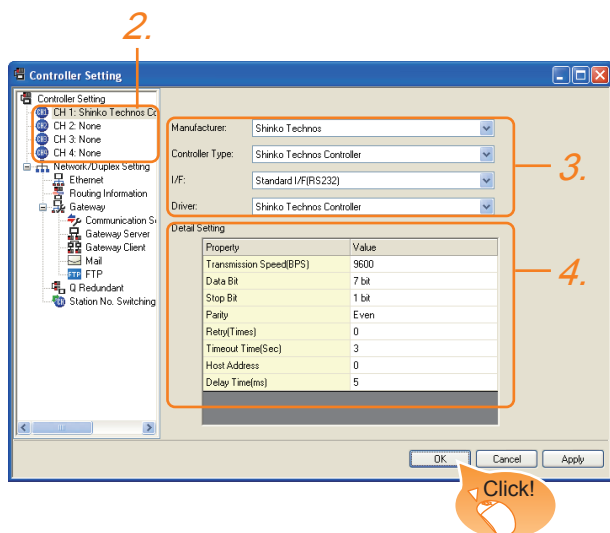 2.
Controller Setting
Controller Setting
CH 1: Shinko Technos Co
CH 2: None
CH 3: None
CH 4: None
Network/Duplex Setting
Ethernet
Routing Information
Gateway
Communication Se
Gateway Server
Gateway Client
Mail
FTP
Q Redundant
Station No. Switching
Manufacturer: Shinko Technos
Controller Type: Shinko Technos Controller
I/F: Standard I/F(RS232)
Driver: Shinko Technos Controller
3.
Detail Setting
Property Value
Transmission Speed(BPS) 9600
Data Bit 7 bit
Stop Bit 1 bit
Parity Even
Retry(Times) 0
Timeout Time(Sec) 3
Host Address 0
Delay Time(ms) 5
4.
OK Cancel Apply
Click!